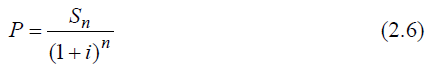 P = S_n / (1 + i)^n (2.6)